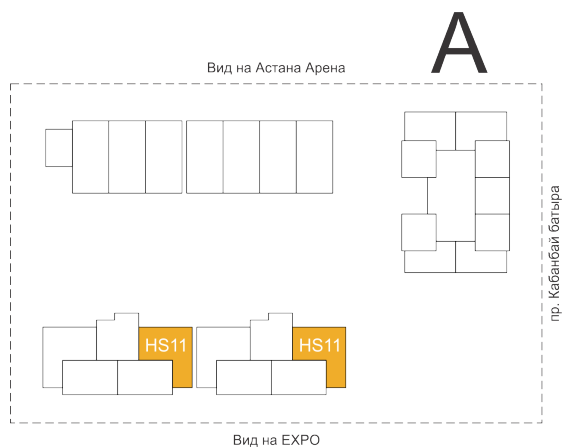 A
Вид на Астана Арена
пр. Кабанбай батыра
HS11
HS11
Вид на EXPO